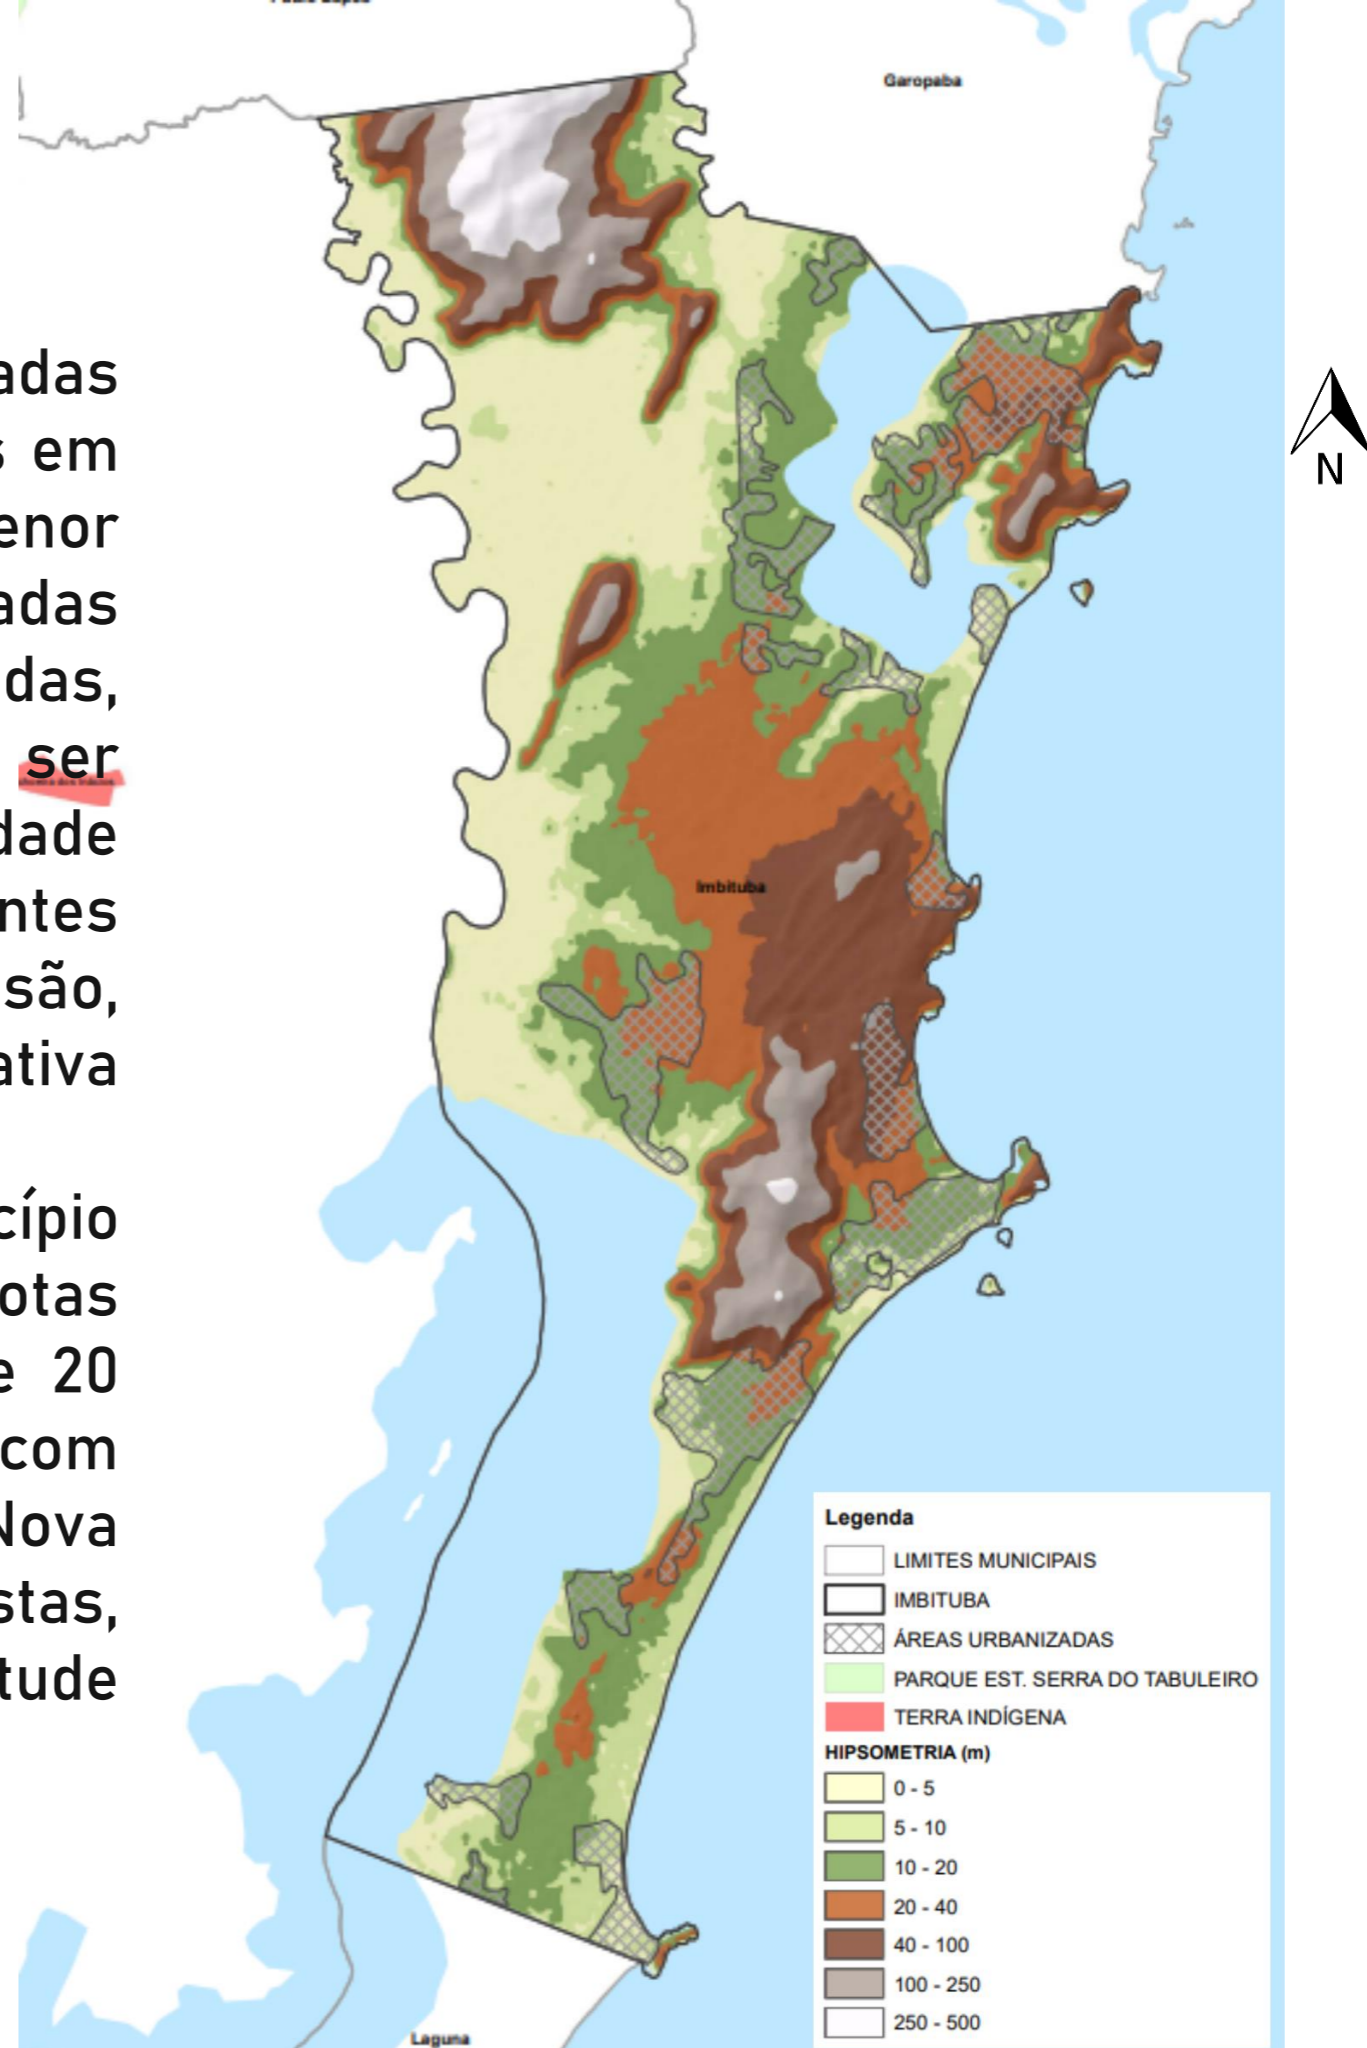 Garopaba
adas
s em
enor
adas
das,
ser
dade
ntes
são,
ativa
cípio
otas
e 20
com
Nova
stas,
tude
N
Imbituba
Laguna
Legenda
LIMITES MUNICIPAIS
IMBITUBA
ÁREAS URBANIZADAS
PARQUE EST. SERRA DO TABULEIRO
TERRA INDÍGENA
HIPSOMETRIA (m)
0 - 5
5 - 10
10 - 20
20 - 40
40 - 100
100 - 250
250 - 500